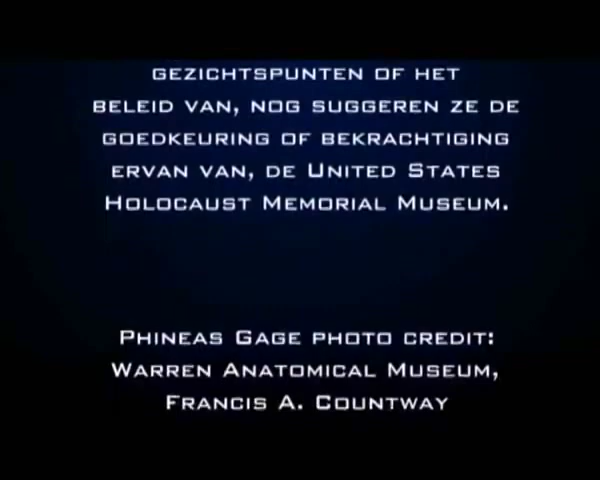 GEZICHTSPUNTEN OF HET
BELEID VAN, NOG SUGGEREN ZE DE
GOEDKEURING OF BEKRACHTIGING
ERVAN VAN, DE UNITED STATES
HOLOCAUST MEMORIAL MUSEUM.
PHINEAS GAGE PHOTO CREDIT:
WARREN ANATOMICAL MUSEUM,
FRANCIS A. COUNTWAY